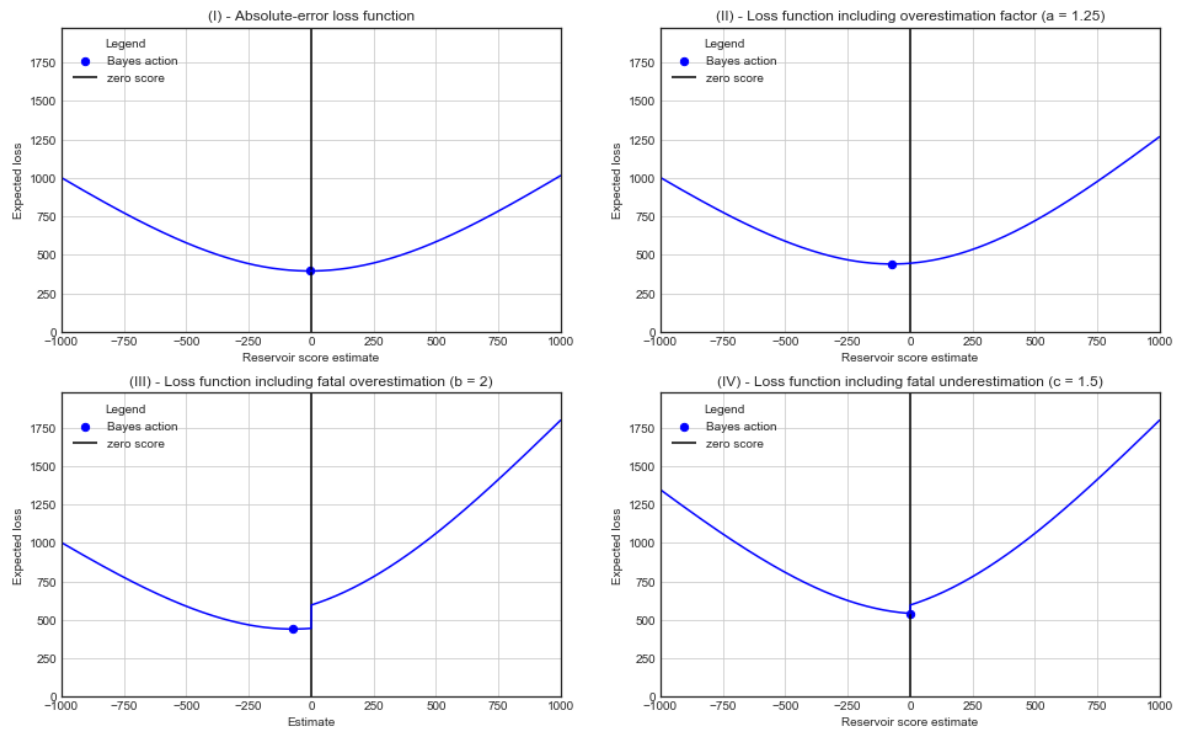 (I) - Absolute-error loss function
Legend
Bayes action
zero score
1750
1500
1250
1000
750
500
250
0
Expected loss
−1000 −750 −500 −250 0 250 500 750 1000
Reservoir score estimate
(II) - Loss function including overestimation factor (a = 1.25)
Legend
Bayes action
zero score
1750
1500
1250
1000
750
500
250
0
Expected loss
−1000 −750 −500 −250 0 250 500 750 1000
Reservoir score estimate
(III) - Loss function including fatal overestimation (b = 2)
Legend
Bayes action
zero score
1750
1500
1250
1000
750
500
250
0
Expected loss
−1000 −750 −500 −250 0 250 500 750 1000
Estimate
(IV) - Loss function including fatal underestimation (c = 1.5)
Legend
Bayes action
zero score
1750
1500
1250
1000
750
500
250
0
Expected loss
−1000 −750 −500 −250 0 250 500 750 1000
Reservoir score estimate